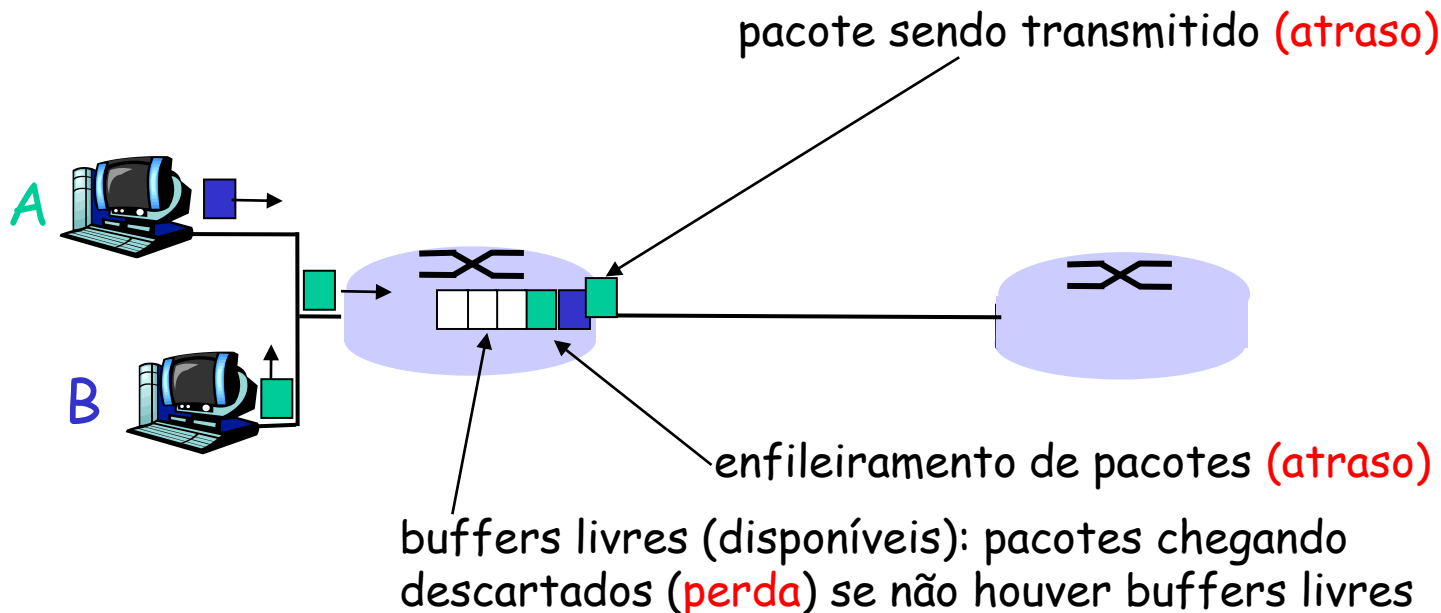 pacote sendo transmitido (atraso)
A
B
enfileiramento de pacotes (atraso)
buffers livres (disponíveis): pacotes chegando
descartados (perda) se não houver buffers livres